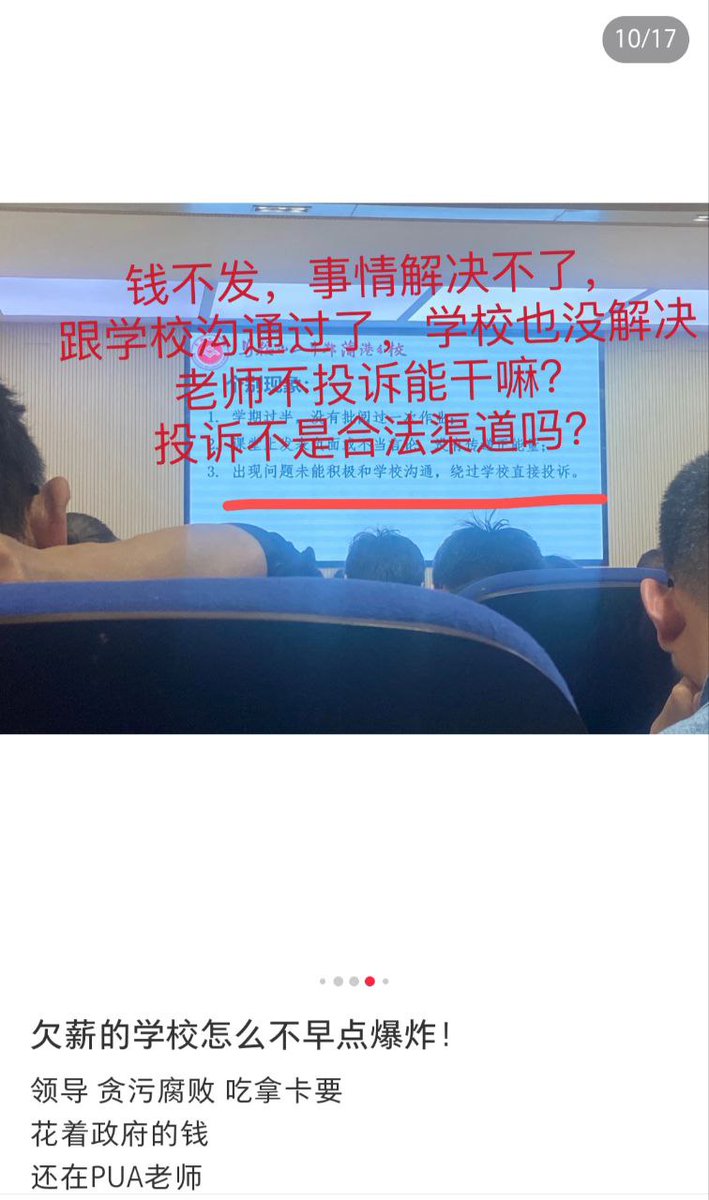 10/17
钱不发，事情解决不了，
跟学校沟通过了，学校也没解决
老师不投诉能干嘛？
投诉不是合法渠道吗？
现象
1. 学期过半，没有批阅过一次作业
3. 出现问题未能积极和学校沟通，绕过学校直接投诉。
欠薪的学校怎么不早点爆炸！
领导 贪污腐败 吃拿卡要
花着政府的钱
还在PUA老师